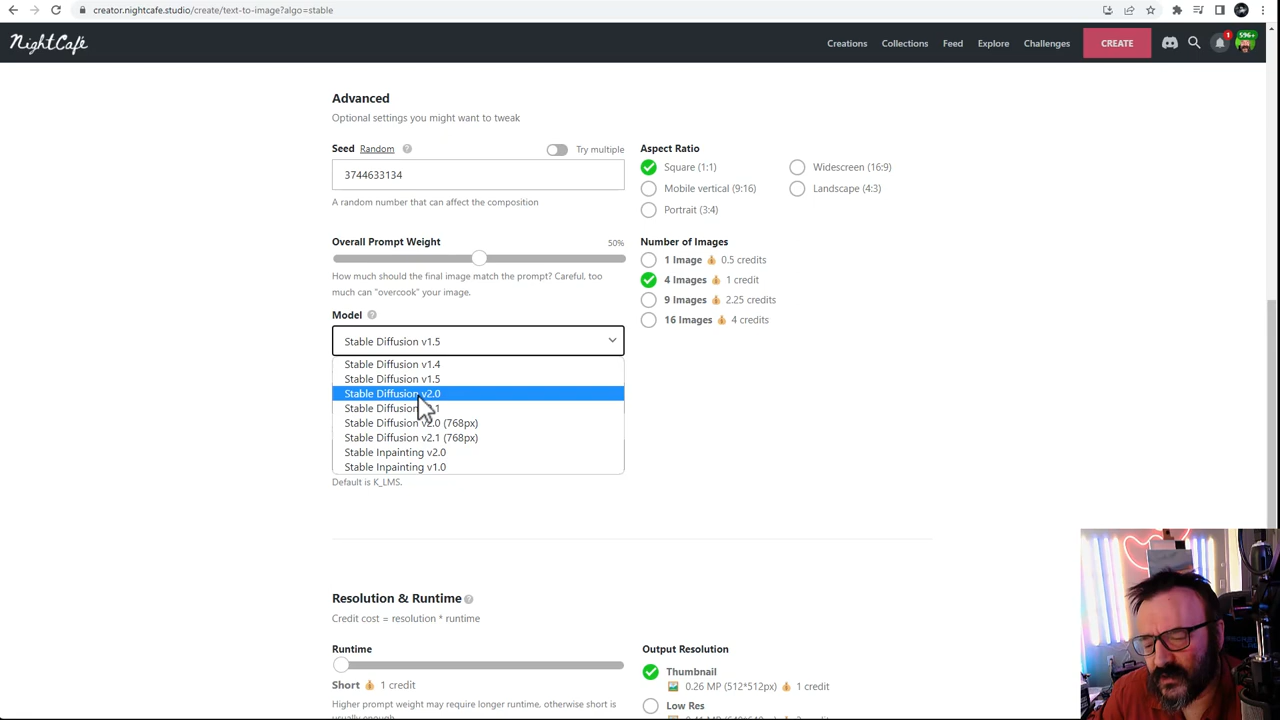 creator.nightcafe.studio/create/text-to-image?algo=stable
NightCafé
Creations
Collections
Feed
Explore
Challenges
CREATE
1
596+
Advanced
Optional settings you might want to tweak
Seed Random
Try multiple
3744633134
A random number that can affect the composition
Overall Prompt Weight
50%
How much should the final image match the prompt? Careful, too
much can "overcook" your image.
Model
Stable Diffusion v1.5
Stable Diffusion v1.4
Stable Diffusion v1.5
Stable Diffusion v2.0
Stable Diffusion
Stable Diffusion v2.0 (768px)
Stable Diffusion v2.1 (768px)
Stable Inpainting v2.0
Stable Inpainting v1.0
Default is K_LMS.
Aspect Ratio
Square (1:1)
Widescreen (16:9)
Mobile vertical (9:16)
Landscape (4:3)
Portrait (3:4)
Number of Images
1 Image 0.5 credits
4 Images 1 credit
9 Images 2.25 credits
16 Images 4 credits
Resolution & Runtime
Credit cost = resolution * runtime
Runtime
Short 1 credit
Higher prompt weight may require longer runtime, otherwise short is
usually enough.
Output Resolution
Thumbnail
0.26 MP (512*512px) 1 credit
Low Res